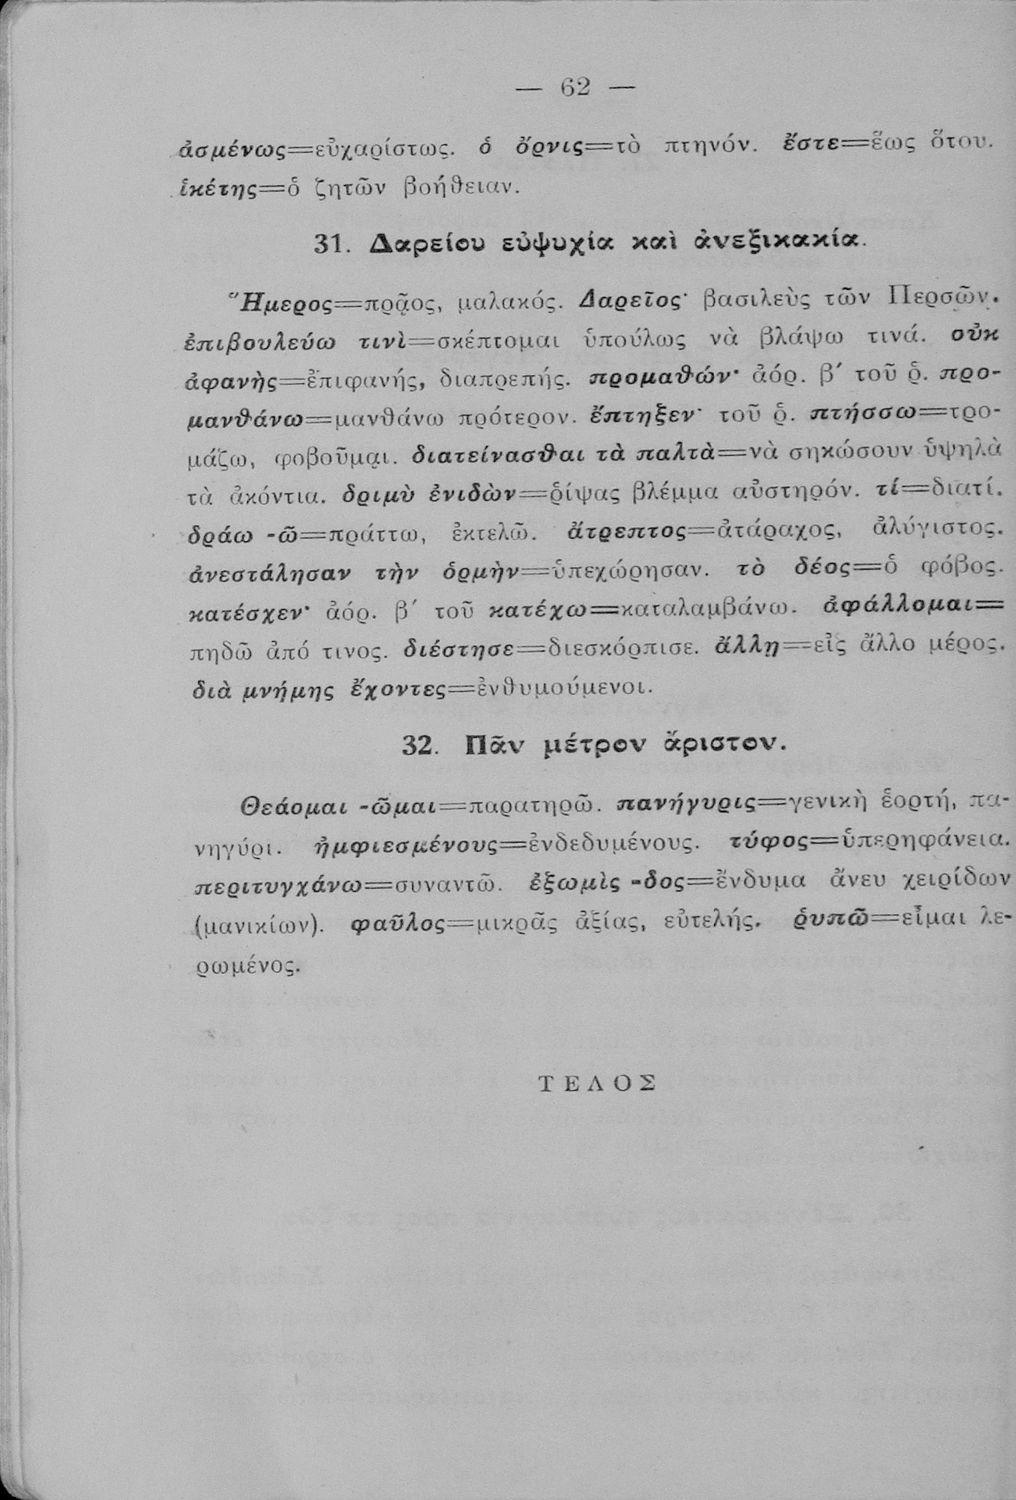 — 62 —
ἀσμένως=εὐχαρίστως. ὁ ὄρνις=τὸ πτηνόν. ἔστε=ἕως ὅτου.
ἱκέτης=ὁ ζητῶν βοήθειαν.
31. Δαρείου εὐψυχία καὶ ἀνεξικακία.
Ἥμερος=πρᾷος, μαλακός. Δαρεῖος· βασιλεὺς τῶν Περσῶν.
ἐπιβουλεύω τινὶ=σκέπτομαι ὑπούλως νὰ βλάψω τινά. οὐκ
ἀφανὴς=ἐπιφανής, διαπρεπής. προμαθών· ἀόρ. β΄ τοῦ ῥ. προ-
μανθάνω=μανθάνω πρότερον. ἔπτηξεν· τοῦ ῥ. πτήσσω=τρο-
μάζω, φοβοῦμαι. διατείνασθαι τὰ παλτὰ=νὰ σηκώσουν ὑψηλὰ
τὰ ἀκόντια. δριμὺ ἐνιδὼν=ῥίψας βλέμμα αὐστηρόν. τί=διατί.
δράω -ῶ=πράττω, ἐκτελῶ. ἄτρεπτος=ἀτάραχος, ἀλύγιστος.
ἀνεστάλησαν τὴν ὁρμὴν=ὑπεχώρησαν. τὸ δέος=ὁ φόβος.
κατέσχεν· ἀόρ. β΄ τοῦ κατέχω=καταλαμβάνω. ἀφάλλομαι=
πηδῶ ἀπό τινος. διέστησε=διεσκόρπισε. ἄλλῃ=εἰς ἄλλο μέρος.
διὰ μνήμης ἔχοντες=ἐνθυμούμενοι.
32. Πᾶν μέτρον ἄριστον.
Θεάομαι -ῶμαι=παρατηρῶ. πανήγυρις=γενικὴ ἑορτή, πα-
νηγύρι. ἠμφιεσμένους=ἐνδεδυμένους. τύφος=ὑπερηφάνεια.
περιτυγχάνω=συναντῶ. ἐξωμὶς -δος=ἔνδυμα ἄνευ χειρίδων
(μανικίων). φαῦλος=μικρᾶς ἀξίας, εὐτελής. ῥυπῶ=εἶμαι λε-
ρωμένος.
ΤΕΛΟΣ